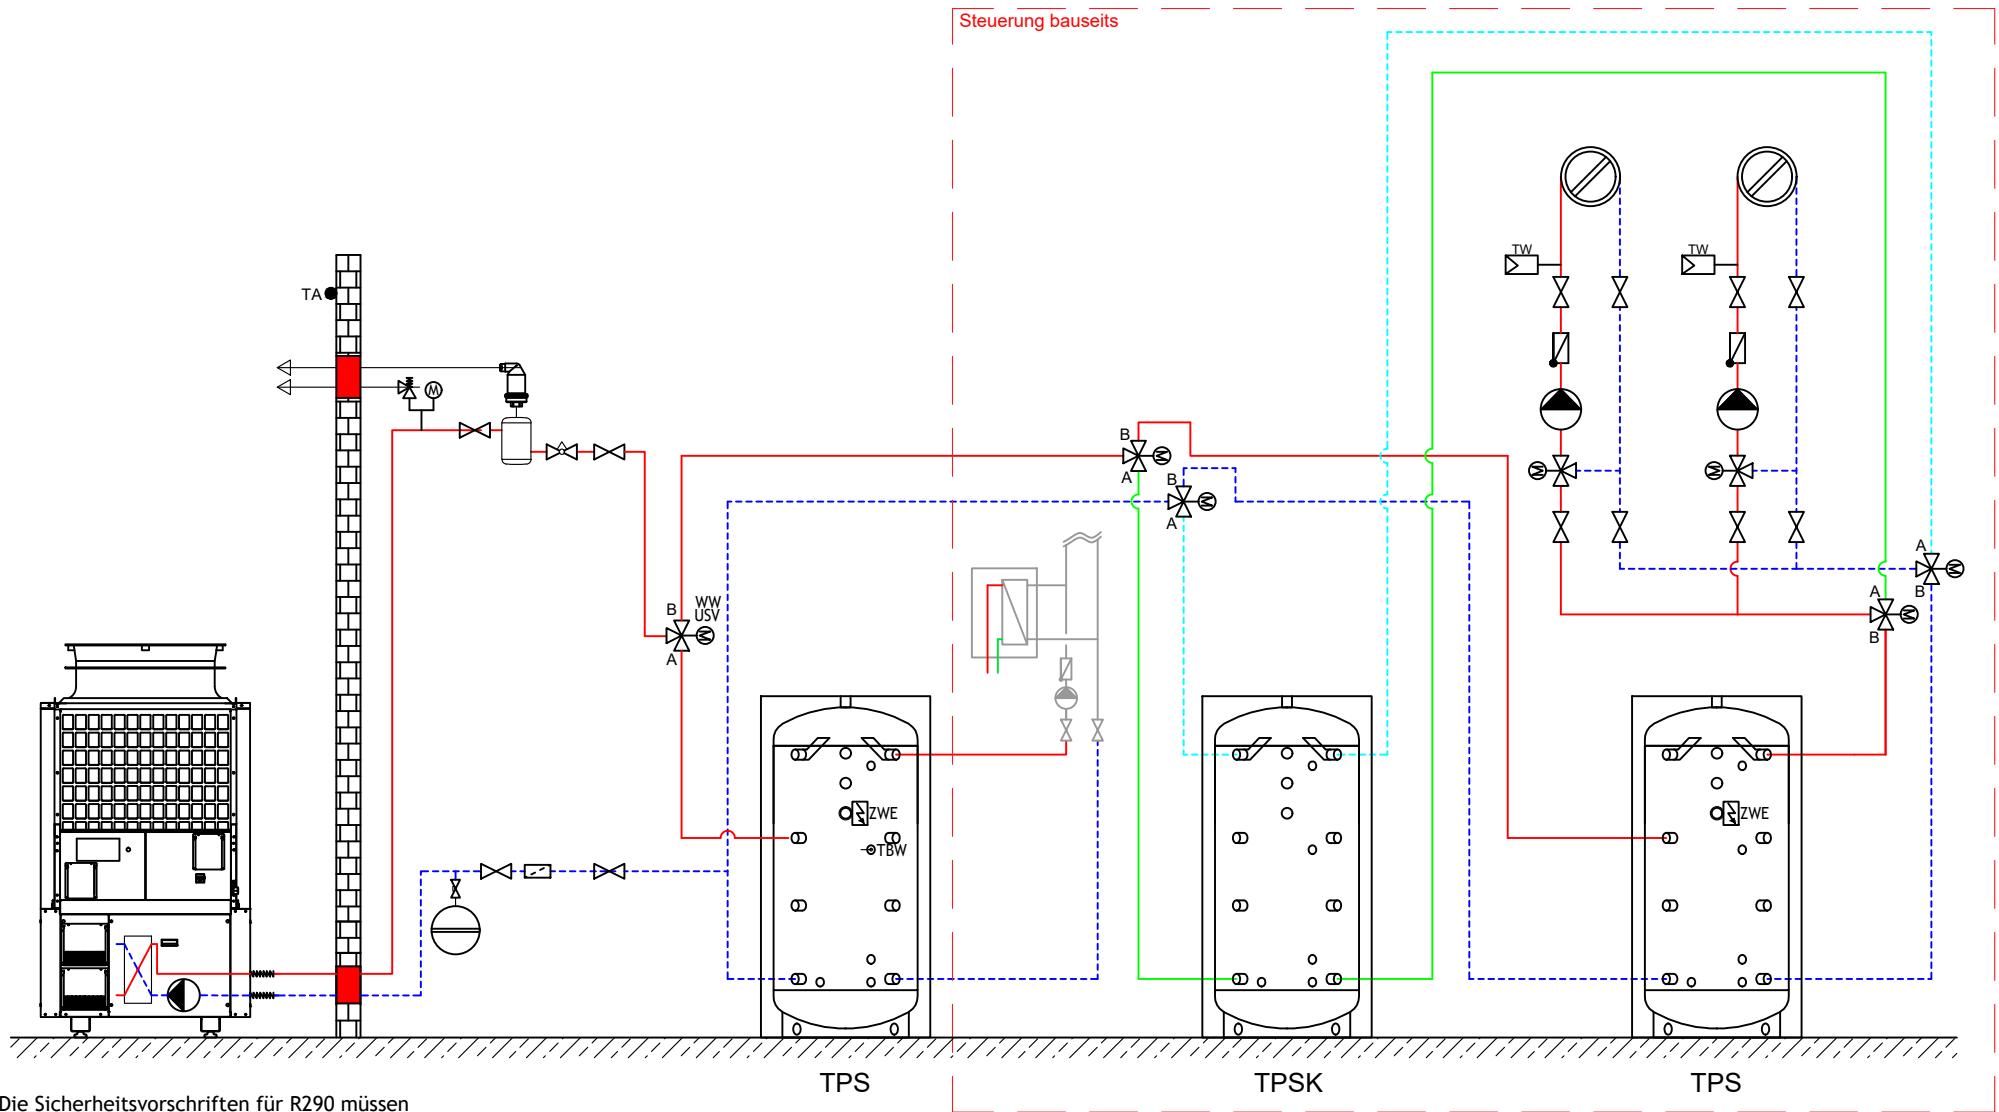 Steuerung bauseits
TW
TW
TA
M
B
M
A
B
M
A
M
M
A
M
B
A
M
B
WW
USV
B
M
A
ZWE
TBW
ZWE
TPS
TPSK
TPS
Die Sicherheitsvorschriften für R290 müssen